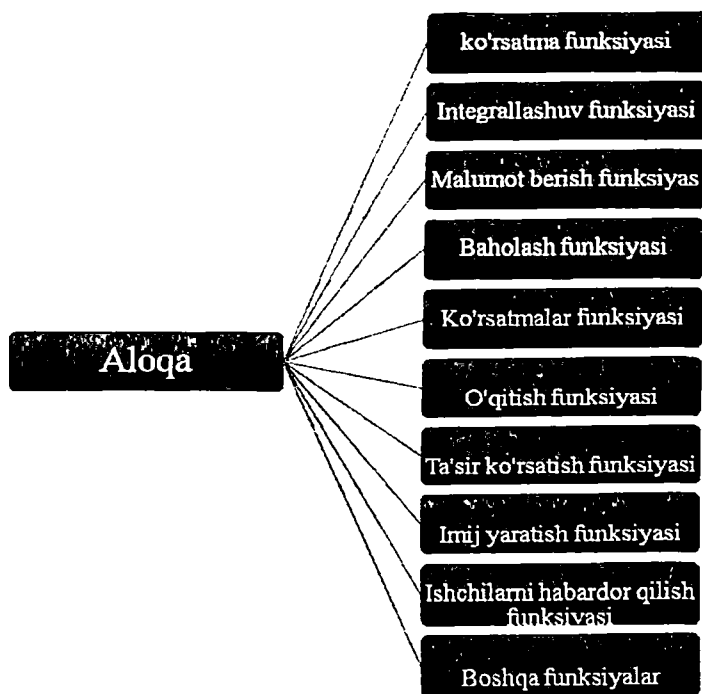 ko'rsatma funksiyasi
Integrallashuv funksiyasi
Malumot berish funksiyas
Baholash funksiyasi
Ko'rsatmalar funksiyasi
Aloqa
O'qitish funksiyasi
Ta'sir ko'rsatish funksiyasi
Imij yaratish funksiyasi
Ishchilarni habardor qilish
funksiyasi
Boshqa funksiyalar